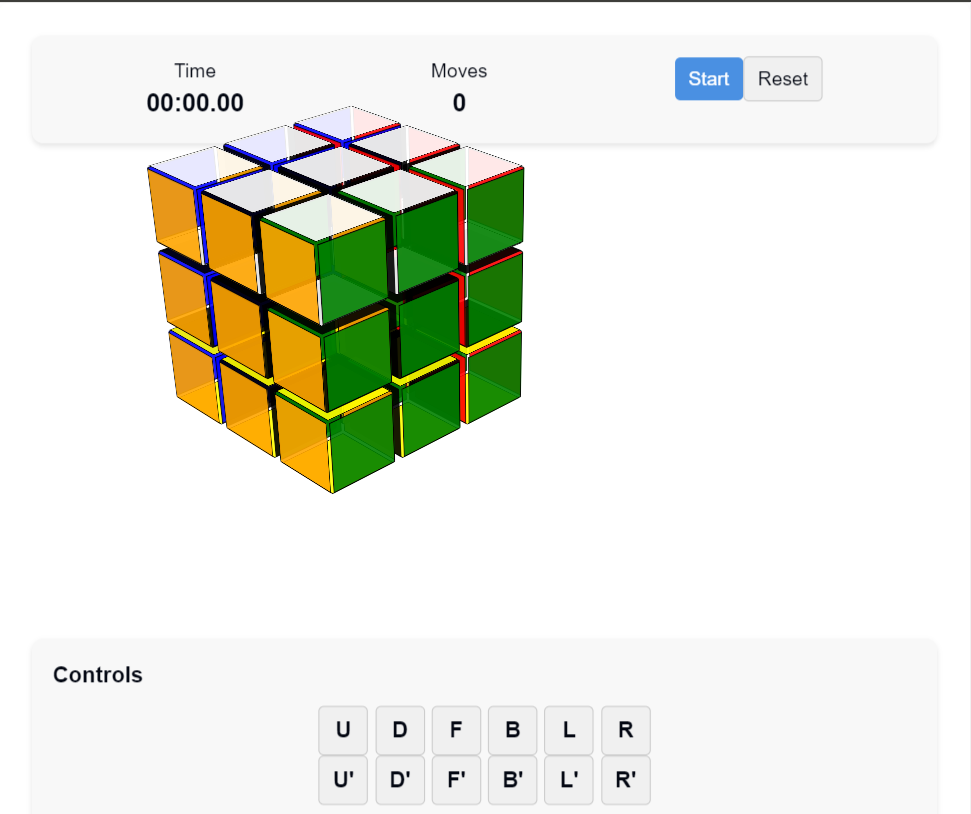 Time
00:00.00
Moves
0
Start
Reset
Controls
U D F B L R
U' D' F' B' L' R'